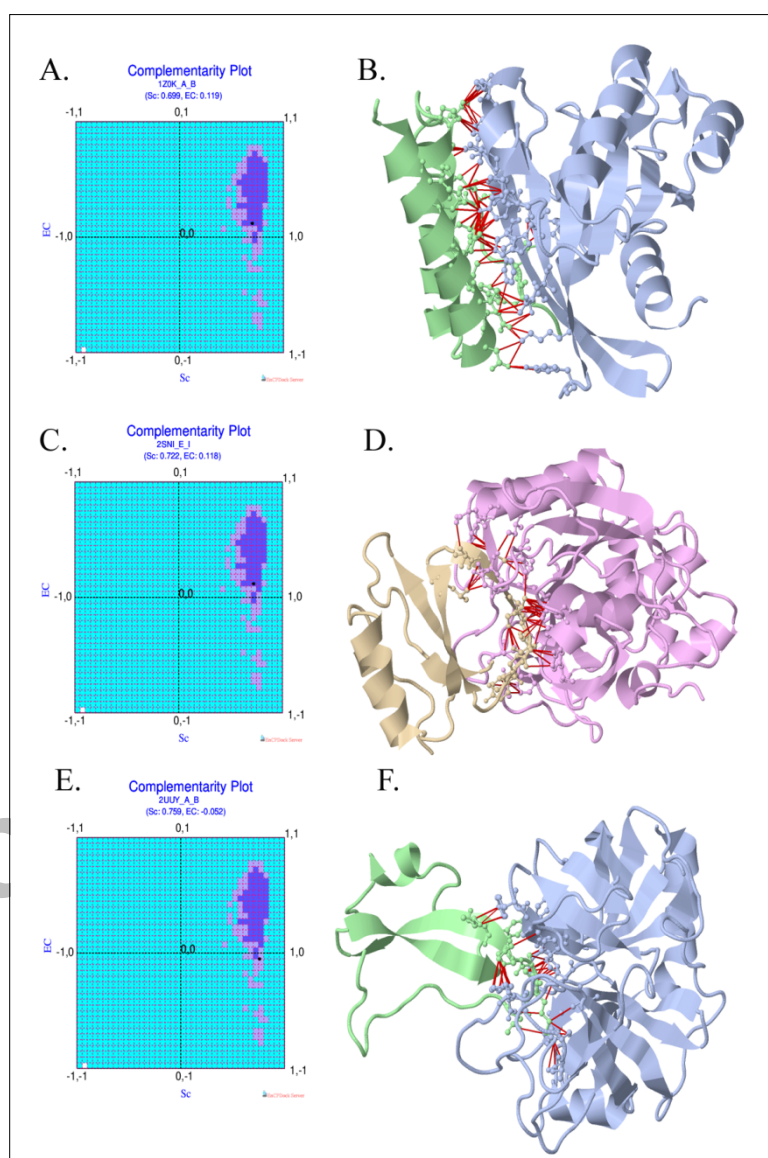 A.
Complementarity Plot
1Z0K_A_B
(Sc: 0.699, EC: 0.119)
-1,1 0,1 1,1
EC -1,0 0,0 1,0
-1,-1 0,-1 1,-1
Sc
B.
C.
Complementarity Plot
2SNI_E_I
(Sc: 0.722, EC: 0.118)
-1,1 0,1 1,1
EC -1,0 0,0 1,0
-1,-1 0,-1 1,-1
Sc
D.
E.
Complementarity Plot
2UUY_A_B
(Sc: 0.759, EC: -0.052)
-1,1 0,1 1,1
EC -1,0 0,0 1,0
-1,-1 0,-1 1,-1
Sc
F.